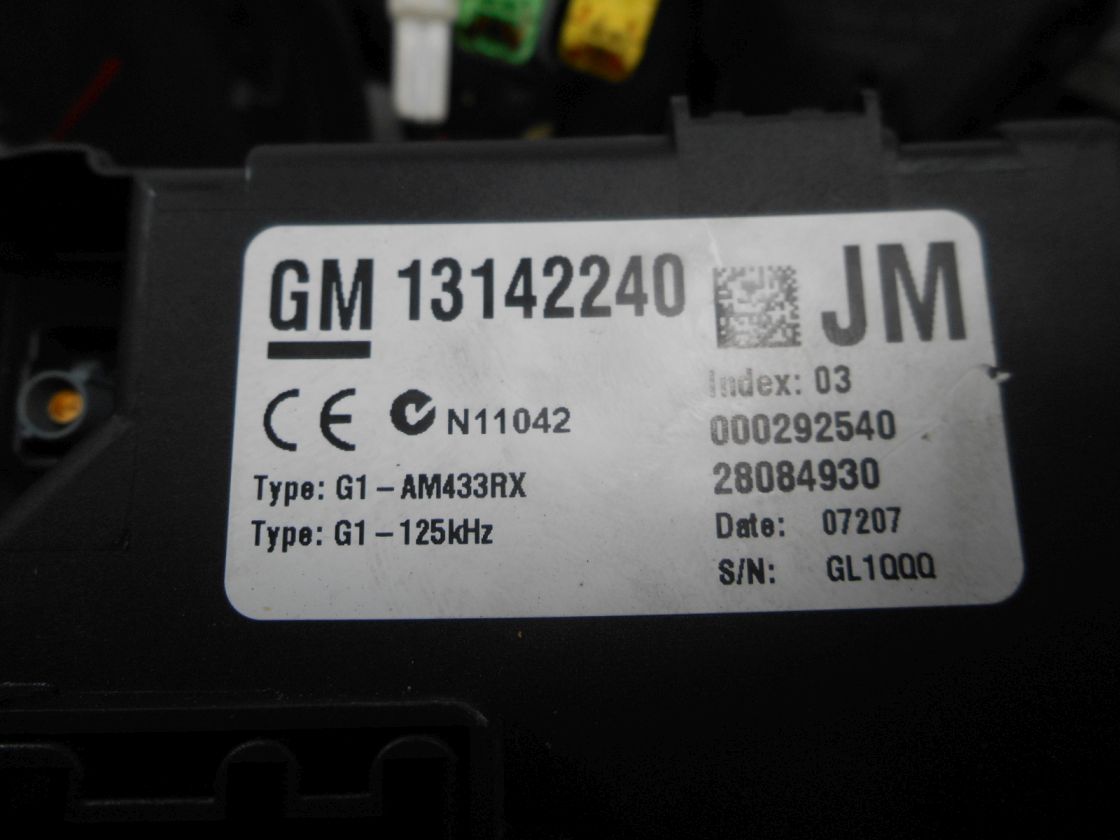 GM 13142240 JM
CE N11042
Type: G1-AM433RX
Type: G1-125kHz
Index: 03
000292540
28084930
Date: 07207
S/N: GL1QQQ